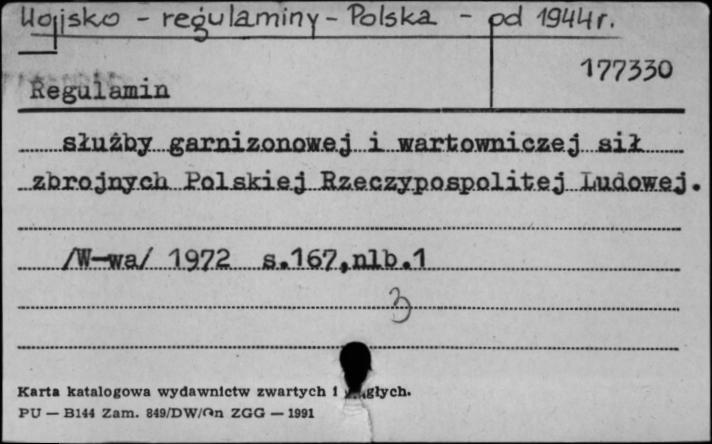 Wojsko - regulaminy - Polska - od 1944r.
177330
Regulamin
służby garnizonowej i wartowniczej sił
zbrojnych Polskiej Rzeczypospolitej Ludowej.
/W-wa/ 1972 s.167,nlb.1
3
Karta katalogowa wydawnictw zwartych i
PU — B144 Zam. 849/DW/On ZGG — 1991